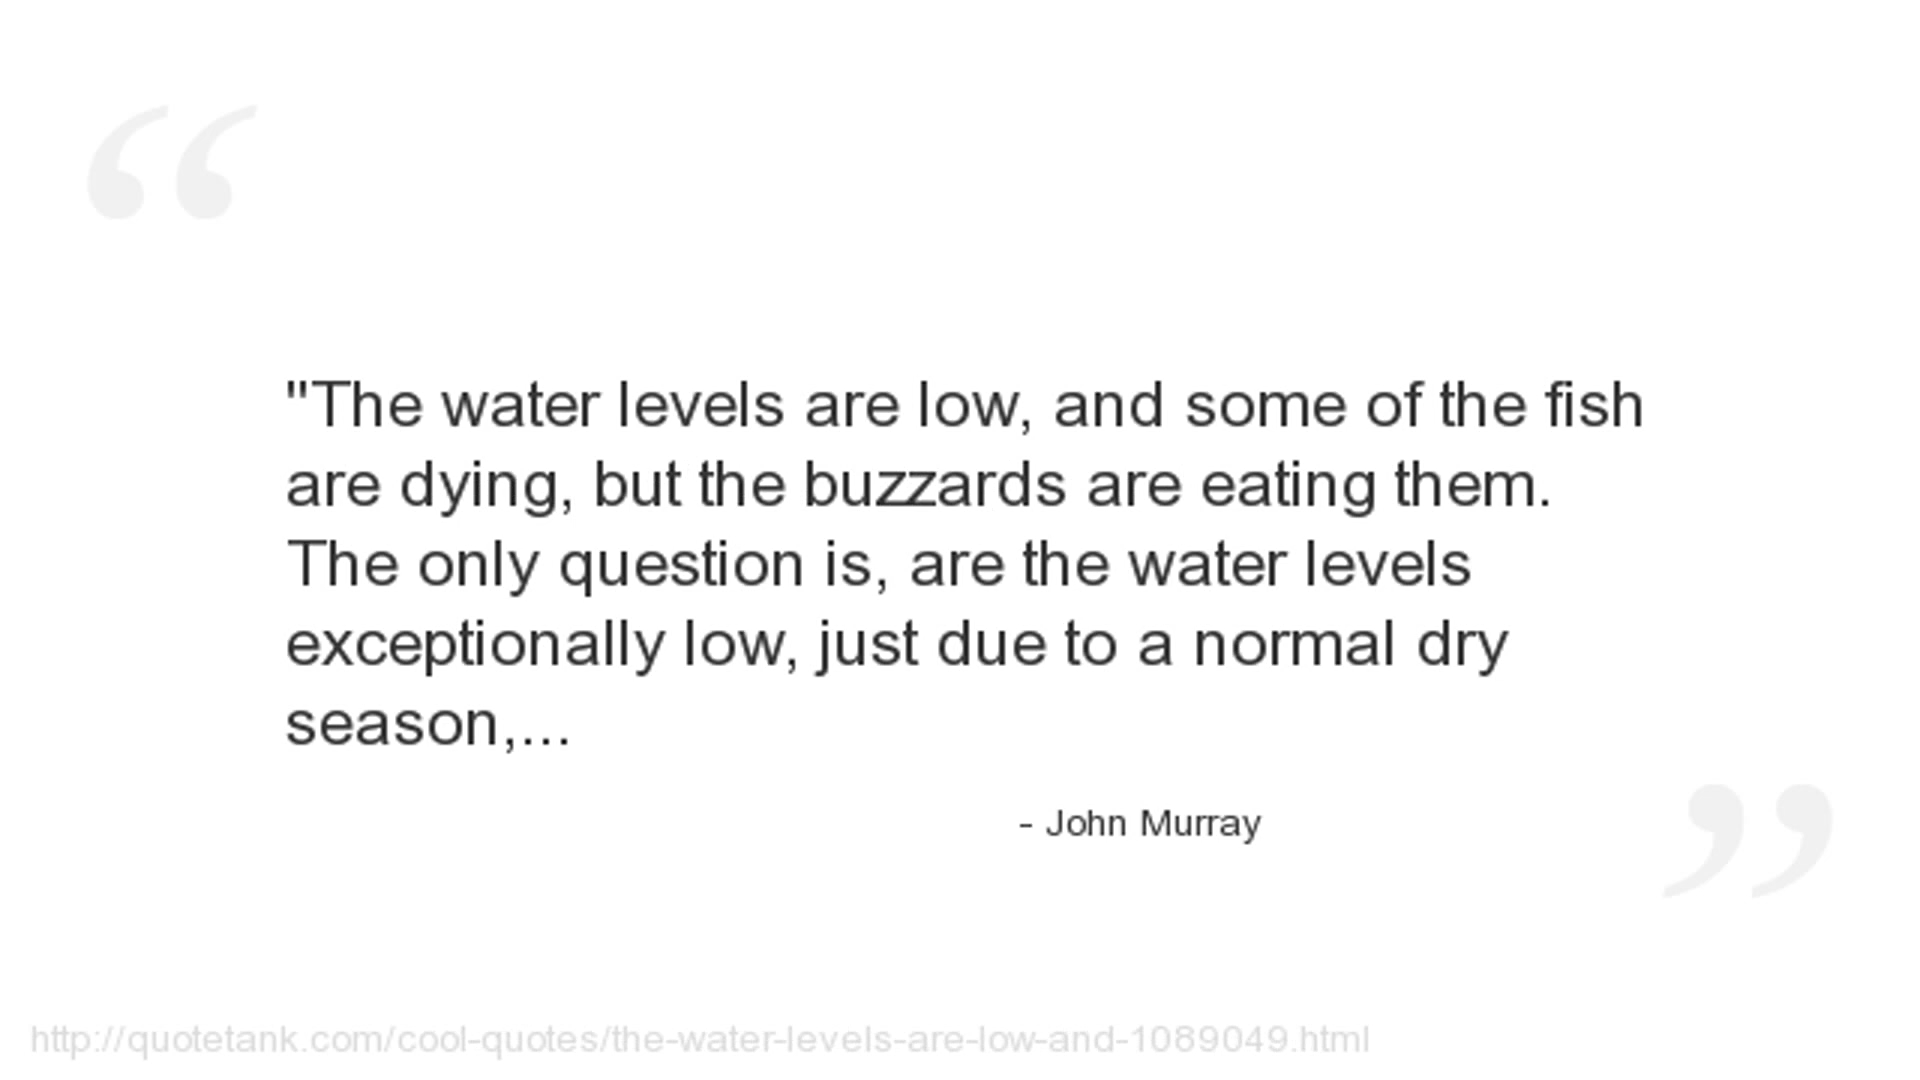 "The water levels are low, and some of the fish
are dying, but the buzzards are eating them.
The only question is, are the water levels
exceptionally low, just due to a normal dry
season,...
- John Murray
http://quotetank.com/cool-quotes/the-water-levels-are-low-and-1089049.html